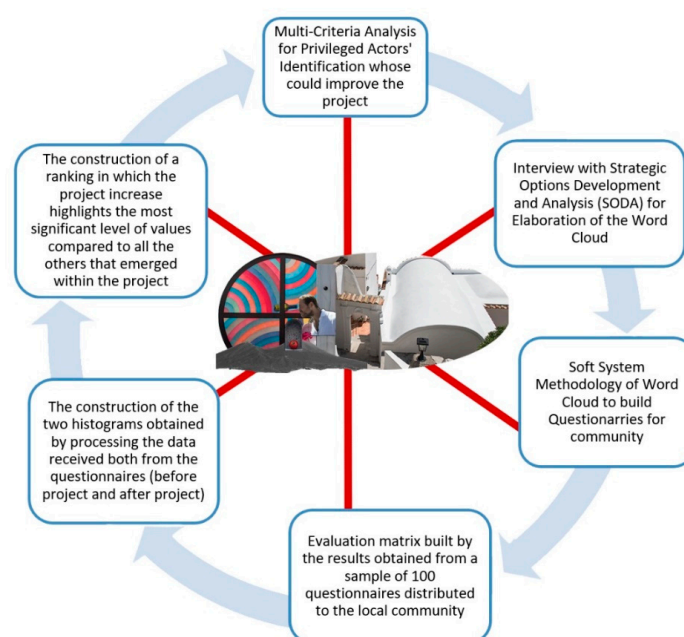 Multi-Criteria Analysis
for Privileged Actors'
Identification whose
could improve the
project
Interview with Strategic
Options Development
and Analysis (SODA) for
Elaboration of the Word
Cloud
Soft System
Methodology of Word
Cloud to build
Questionarries for
community
Evaluation matrix built by
the results obtained from a
sample of 100
questionnaires distributed
to the local community
The construction of the
two histograms obtained
by processing the data
received both from the
questionnaires (before
project and after project)
The construction of a
ranking in which the
project increase
highlights the most
significant level of values
compared to all the
others that emerged
within the project